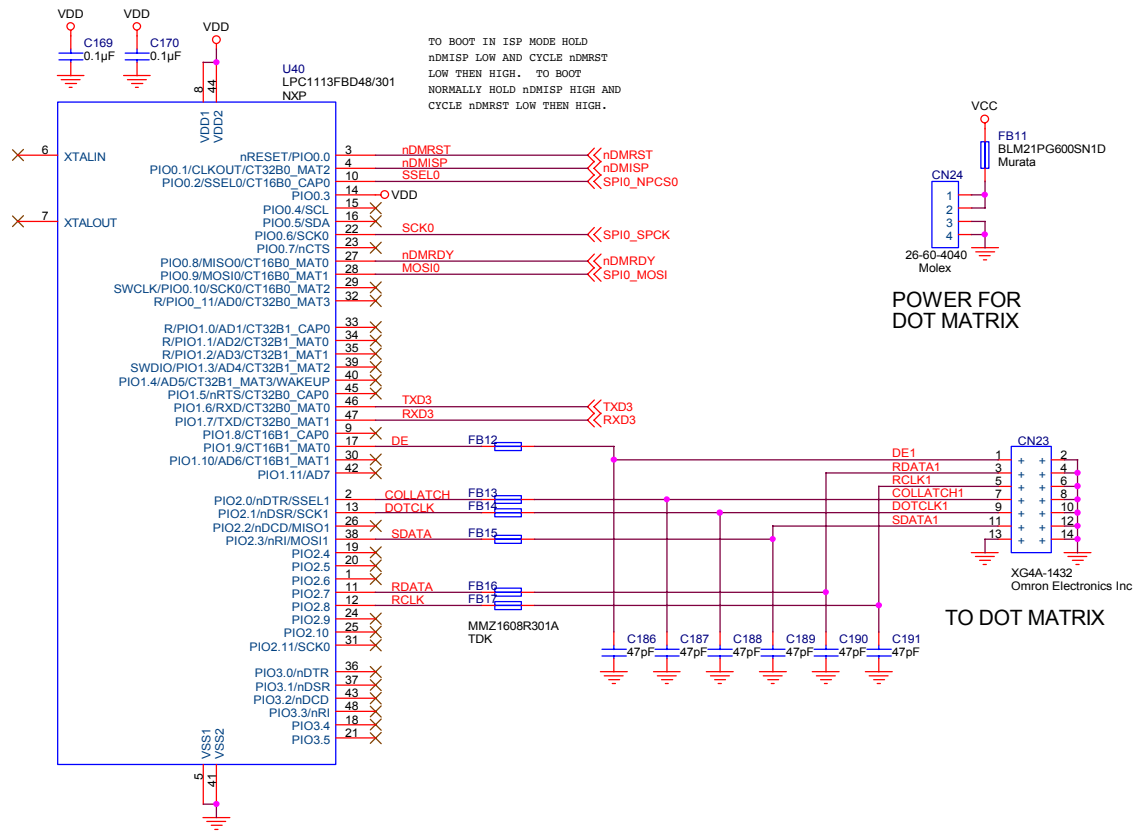 VDD
VDD
VDD
C169
0.1µF
C170
0.1µF
U40
LPC1113FBD48/301
NXP
TO BOOT IN ISP MODE HOLD
nDMISP LOW AND CYCLE nDMRST
LOW THEN HIGH. TO BOOT
NORMALLY HOLD nDMISP HIGH AND
CYCLE nDMRST LOW THEN HIGH.
8
44
VDD1
VDD2
6 XTALIN
7 XTALOUT
nRESET/PIO0.0 3 nDMRST nDMRST
PIO0.1/CLKOUT/CT32B0_MAT2 4 nDMISP nDMISP
PIO0.2/SSEL0/CT16B0_CAP0 10 SSEL0 SPI0_NPCS0
PIO0.3 14 VDD
PIO0.4/SCL 15
PIO0.5/SDA 16
PIO0.6/SCK0 22 SCK0 SPI0_SPCK
PIO0.7/nCTS 23
PIO0.8/MISO0/CT16B0_MAT0 27 nDMRDY nDMRDY
PIO0.9/MOSI0/CT16B0_MAT1 28 MOSI0 SPI0_MOSI
SWCLK/PIO0.10/SCK0/CT16B0_MAT2 29
R/PIO0_11/AD0/CT32B0_MAT3 32
R/PIO1.0/AD1/CT32B1_CAP0 33
R/PIO1.1/AD2/CT32B1_MAT0 34
R/PIO1.2/AD3/CT32B1_MAT1 35
SWDIO/PIO1.3/AD4/CT32B1_MAT2 39
PIO1.4/AD5/CT32B1_MAT3/WAKEUP 40
PIO1.5/nRTS/CT32B0_CAP0 45
PIO1.6/RXD/CT32B0_MAT0 46 TXD3 TXD3
PIO1.7/TXD/CT32B0_MAT1 47 RXD3 RXD3
PIO1.8/CT16B1_CAP0 9
PIO1.9/CT16B1_MAT0 17 DE FB12
PIO1.10/AD6/CT16B1_MAT1 30
PIO1.11/AD7 42
PIO2.0/nDTR/SSEL1 2 COLLATCH FB13
PIO2.1/nDSR/SCK1 13 DOTCLK FB14
PIO2.2/nDCD/MISO1 26
PIO2.3/nRI/MOSI1 38 SDATA FB15
PIO2.4 19
PIO2.5 20
PIO2.6 1
PIO2.7 11 RDATA FB16
PIO2.8 12 RCLK FB17
PIO2.9 24
PIO2.10 25
PIO2.11/SCK0 31
MMZ1608R301A
TDK
PIO3.0/nDTR 36
PIO3.1/nDSR 37
PIO3.2/nDCD 43
PIO3.3/nRI 48
PIO3.4 18
PIO3.5 21
VSS1
VSS2
5
41
C186
47pF
C187
47pF
C188
47pF
C189
47pF
C190
47pF
C191
47pF
VCC
FB11
BLM21PG600SN1D
Murata
CN24
1
2
3
4
26-60-4040
Molex
POWER FOR
DOT MATRIX
CN23
DE1 1 2
RDATA1 3 4
RCLK1 5 6
COLLATCH1 7 8
DOTCLK1 9 10
SDATA1 11 12
13 14
XG4A-1432
Omron Electronics Inc
TO DOT MATRIX